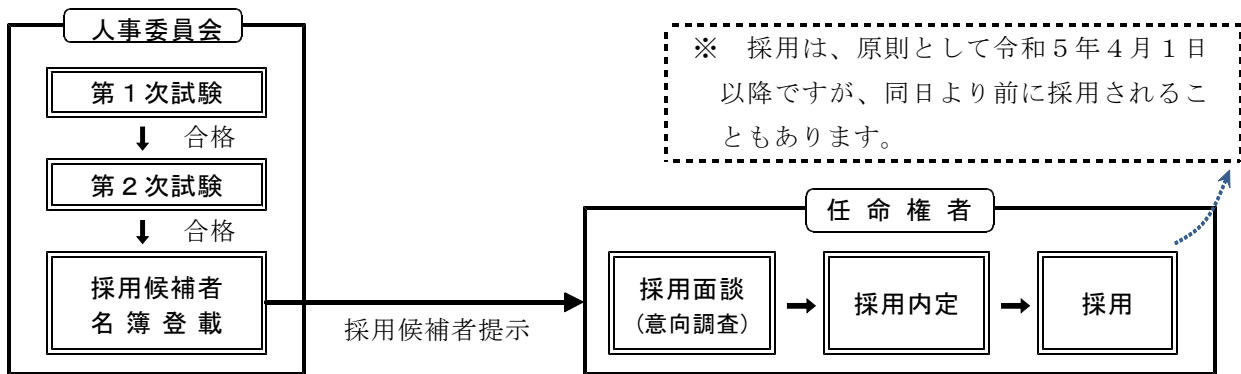 人事委員会
第１次試験
合格
第２次試験
合格
採用候補者
名簿登載
採用候補者提示
※　採用は、原則として令和５年４月１日
以降ですが、同日より前に採用されるこ
ともあります。
任命権者
採用面談
(意向調査)
採用内定
採用